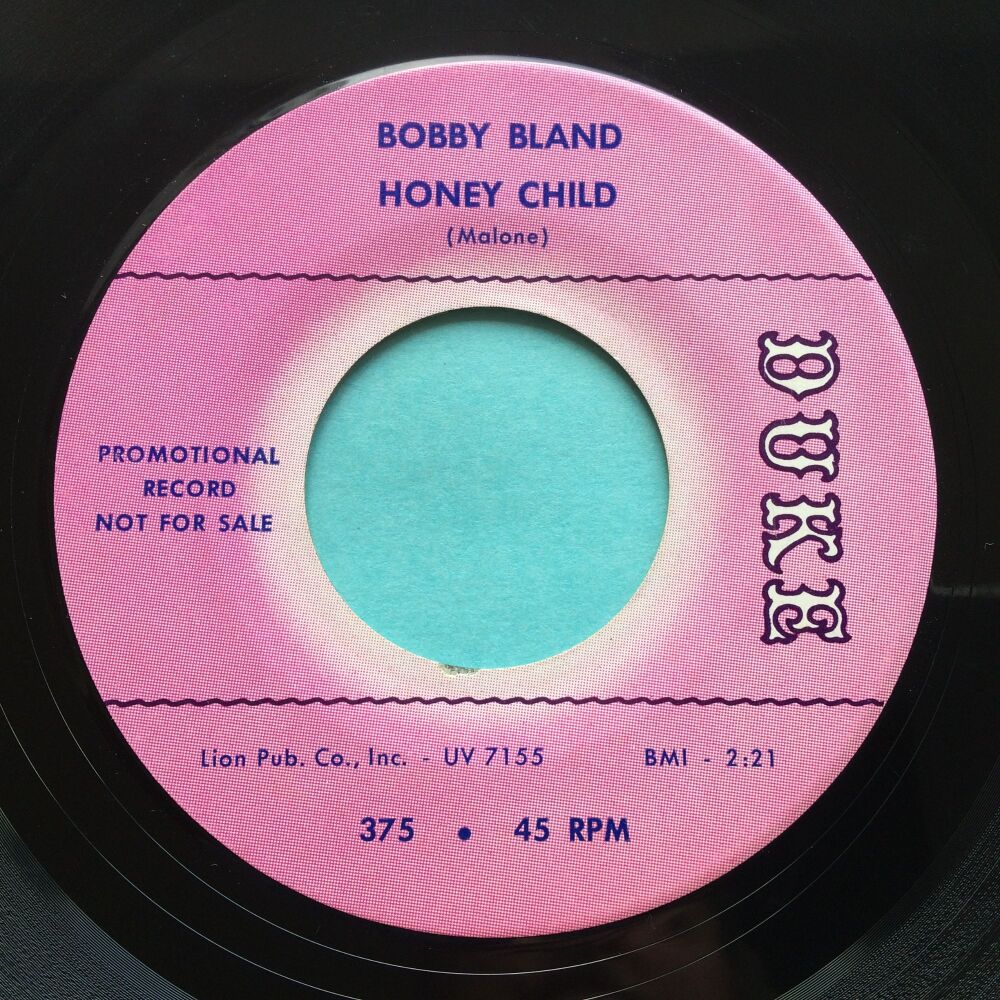 BOBBY BLAND
HONEY CHILD
(Malone)
DUKE
PROMOTIONAL
RECORD
NOT FOR SALE
Lion Pub. Co., Inc. - UV 7155 BMI - 2:21
375 • 45 RPM